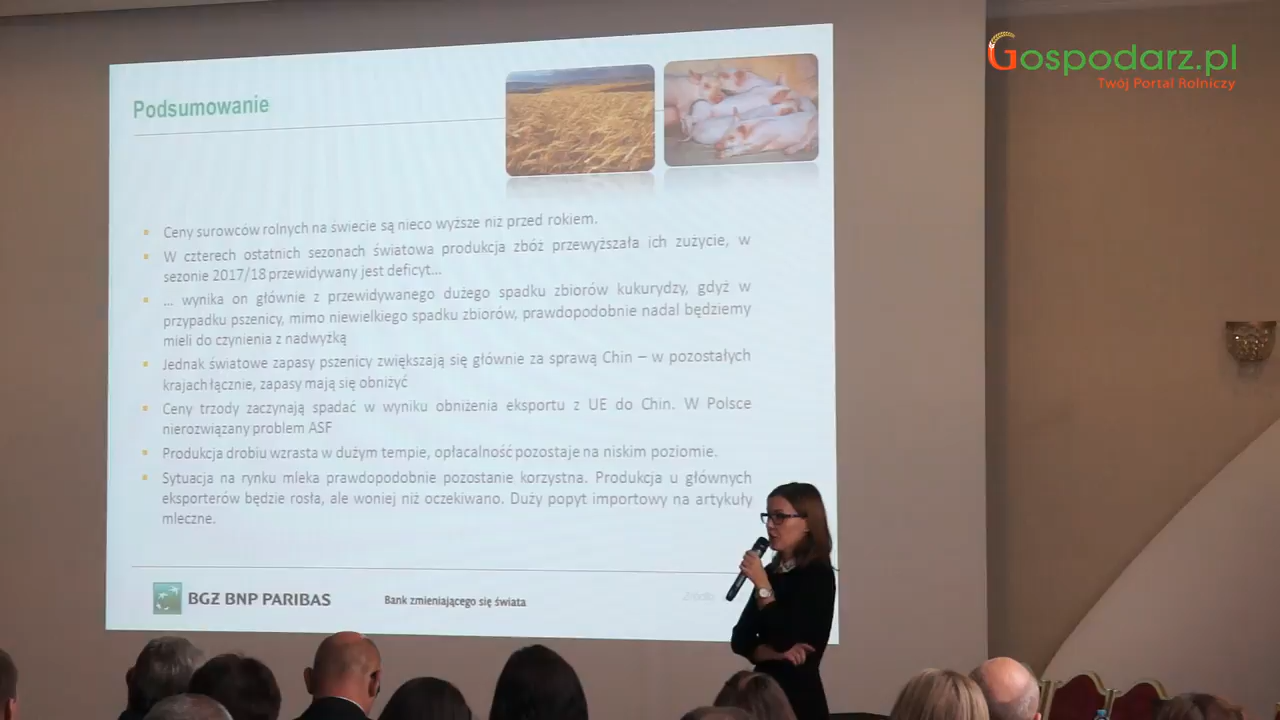 Gospodarz.pl
Twój Portal Rolniczy
Podsumowanie
Ceny surowców rolnych na świecie są nieco wyższe niż przed rokiem.
W czterech ostatnich sezonach światowa produkcja zbóż przewyższała ich zużycie, w
sezonie 2017/18 przewidywany jest deficyt...
... wynika on głównie z przewidywanego dużego spadku zbiorów kukurydzy, gdyż w
przypadku pszenicy, mimo niewielkiego spadku zbiorów, prawdopodobnie nadal będziemy
mieli do czynienia z nadwyżką
Jednak światowe zapasy pszenicy zwiększają się głównie za sprawą Chin – w pozostałych
krajach łącznie, zapasy mają się obniżyć
Ceny trzody zaczynają spadać w wyniku obniżenia eksportu z UE do Chin. W Polsce
nierozwiązany problem ASF
Produkcja drobiu wzrasta w dużym tempie, opłacalność pozostaje na niskim poziomie.
Sytuacja na rynku mleka prawdopodobnie pozostanie korzystna. Produkcja u głównych
eksporterów będzie rosła, ale woniej niż oczekiwano. Duży popyt importowy na artykuły
mleczne.
BGŻ BNP PARIBAS
Bank zmieniającego się świata